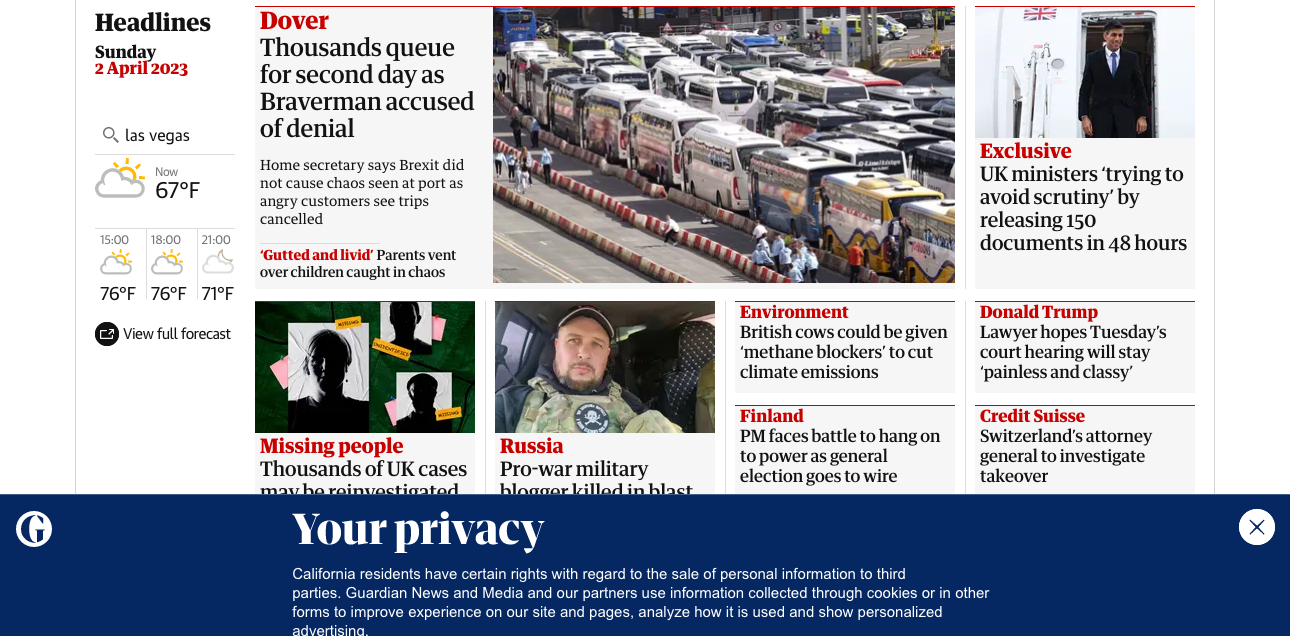 Headlines
Sunday
2 April 2023
las vegas
Now
67°F
15:00
18:00
21:00
76°F
76°F
71°F
View full forecast
Dover
Thousands queue
for second day as
Braverman accused
of denial
Home secretary says Brexit did
not cause chaos seen at port as
angry customers see trips
cancelled
‘Gutted and livid’ Parents vent
over children caught in chaos
Exclusive
UK ministers ‘trying to
avoid scrutiny’ by
releasing 150
documents in 48 hours
MISSING
UNIDENTIFIED
MISSING
Missing people
Thousands of UK cases
may be reinvestigated
Russia
Pro-war military
blogger killed in blast
Environment
British cows could be given
‘methane blockers’ to cut
climate emissions
Finland
PM faces battle to hang on
to power as general
election goes to wire
Donald Trump
Lawyer hopes Tuesday’s
court hearing will stay
‘painless and classy’
Credit Suisse
Switzerland’s attorney
general to investigate
takeover
G
Your privacy
California residents have certain rights with regard to the sale of personal information to third
parties. Guardian News and Media and our partners use information collected through cookies or in other
forms to improve experience on our site and pages, analyze how it is used and show personalized
advertising.